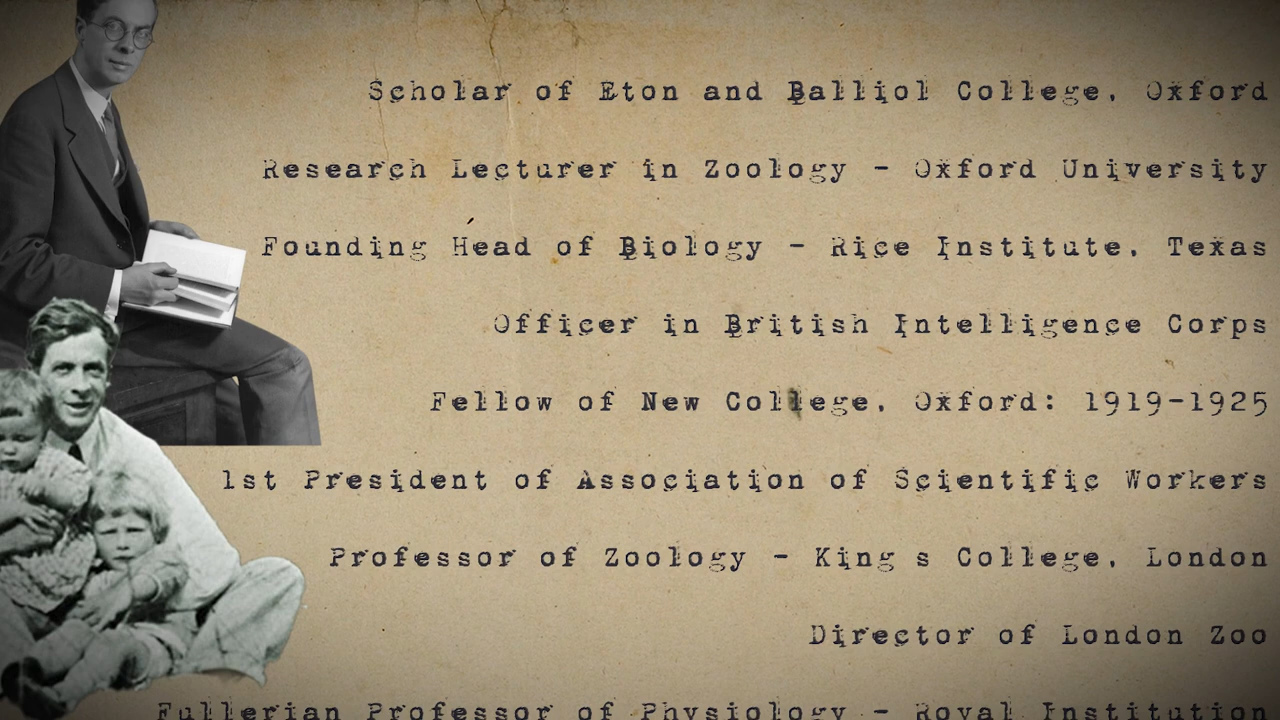 Scholar of Eton and Balliol College, Oxford
Research Lecturer in Zoology - Oxford University
Founding Head of Biology - Rice Institute, Texas
Officer in British Intelligence Corps
Fellow of New College, Oxford: 1919-1925
1st President of Association of Scientific Workers
Professor of Zoology - King s College, London
Director of London Zoo
Fullerian Professor of Physiology - Royal Institution